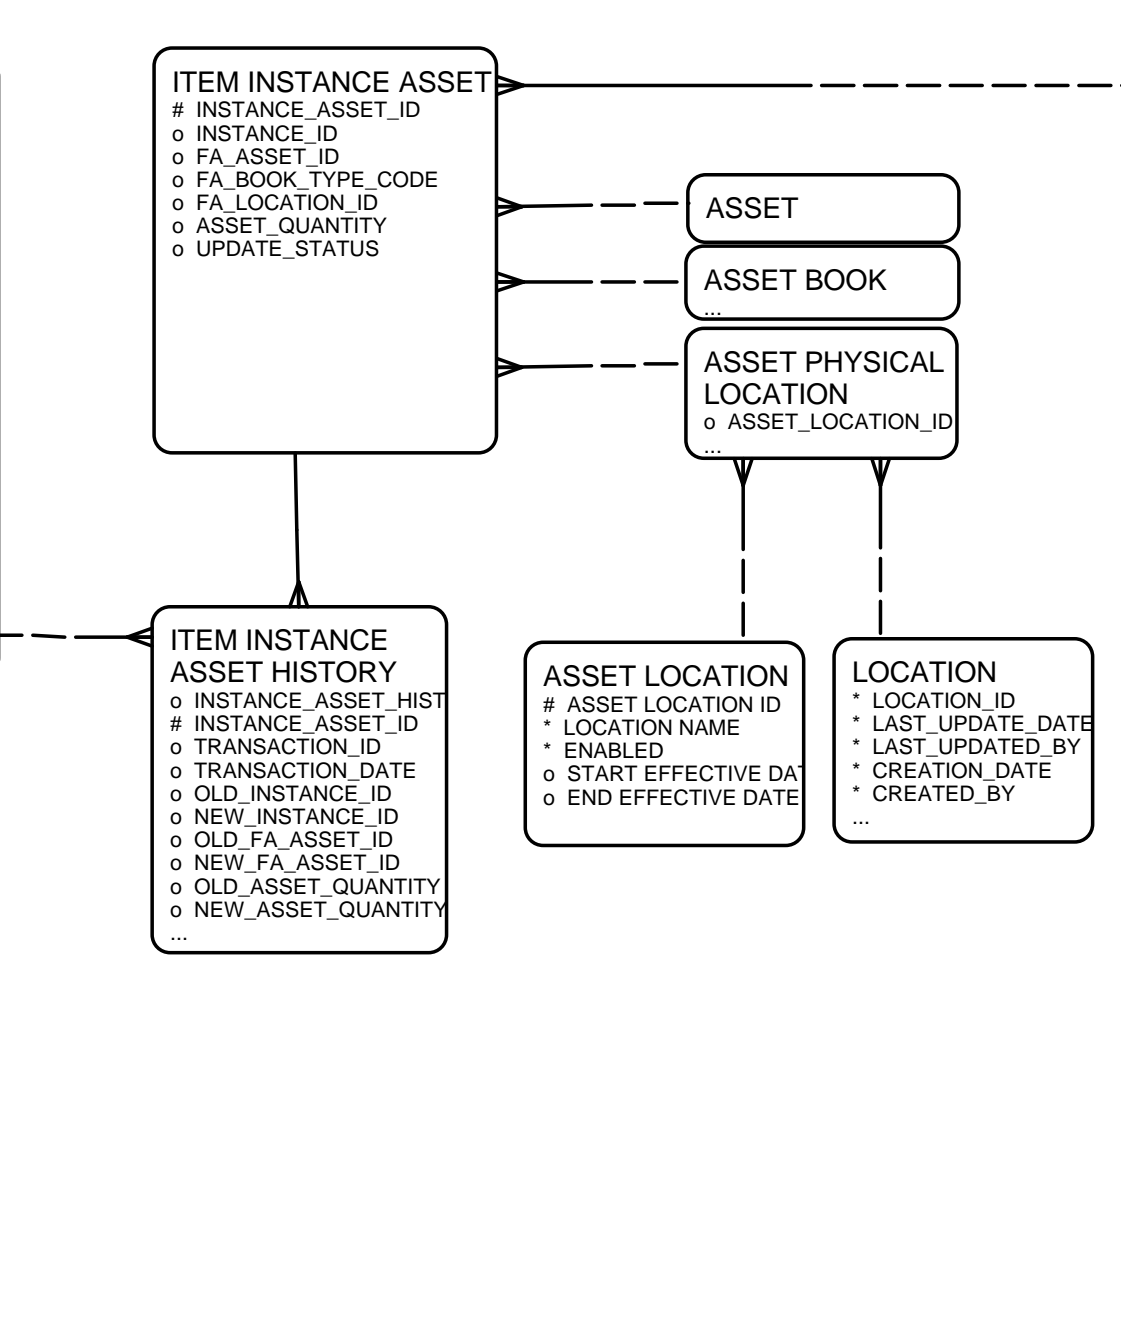 ITEM INSTANCE ASSET
# INSTANCE_ASSET_ID
o INSTANCE_ID
o FA_ASSET_ID
o FA_BOOK_TYPE_CODE
o FA_LOCATION_ID
o ASSET_QUANTITY
o UPDATE_STATUS
ASSET
ASSET BOOK
...
ASSET PHYSICAL
LOCATION
o ASSET_LOCATION_ID
...
ITEM INSTANCE
ASSET HISTORY
o INSTANCE_ASSET_HIST
# INSTANCE_ASSET_ID
o TRANSACTION_ID
o TRANSACTION_DATE
o OLD_INSTANCE_ID
o NEW_INSTANCE_ID
o OLD_FA_ASSET_ID
o NEW_FA_ASSET_ID
o OLD_ASSET_QUANTITY
o NEW_ASSET_QUANTITY
...
ASSET LOCATION
# ASSET LOCATION ID
* LOCATION NAME
* ENABLED
o START EFFECTIVE DAT
o END EFFECTIVE DATE
LOCATION
* LOCATION_ID
* LAST_UPDATE_DATE
* LAST_UPDATED_BY
* CREATION_DATE
* CREATED_BY
...